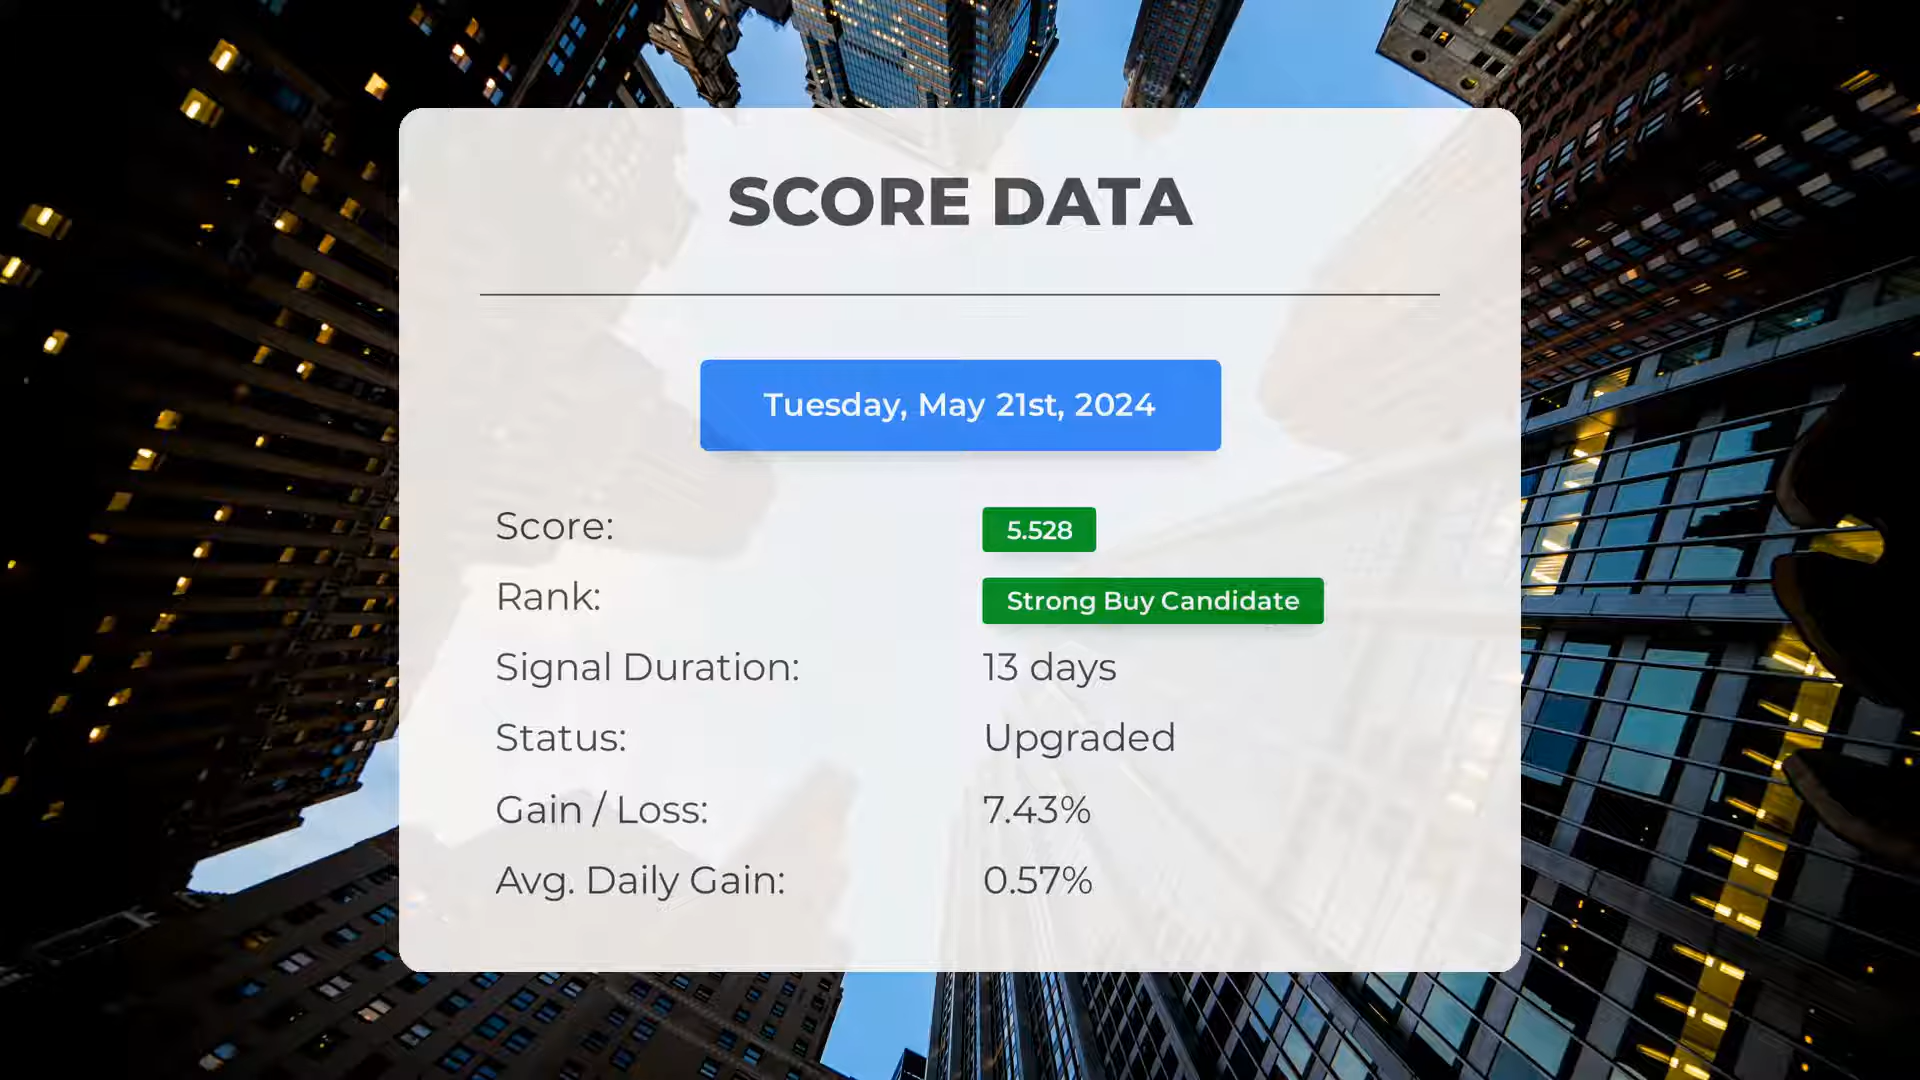 SCORE DATA
Tuesday, May 21st, 2024
Score: 5.528
Rank: Strong Buy Candidate
Signal Duration: 13 days
Status: Upgraded
Gain / Loss: 7.43%
Avg. Daily Gain: 0.57%